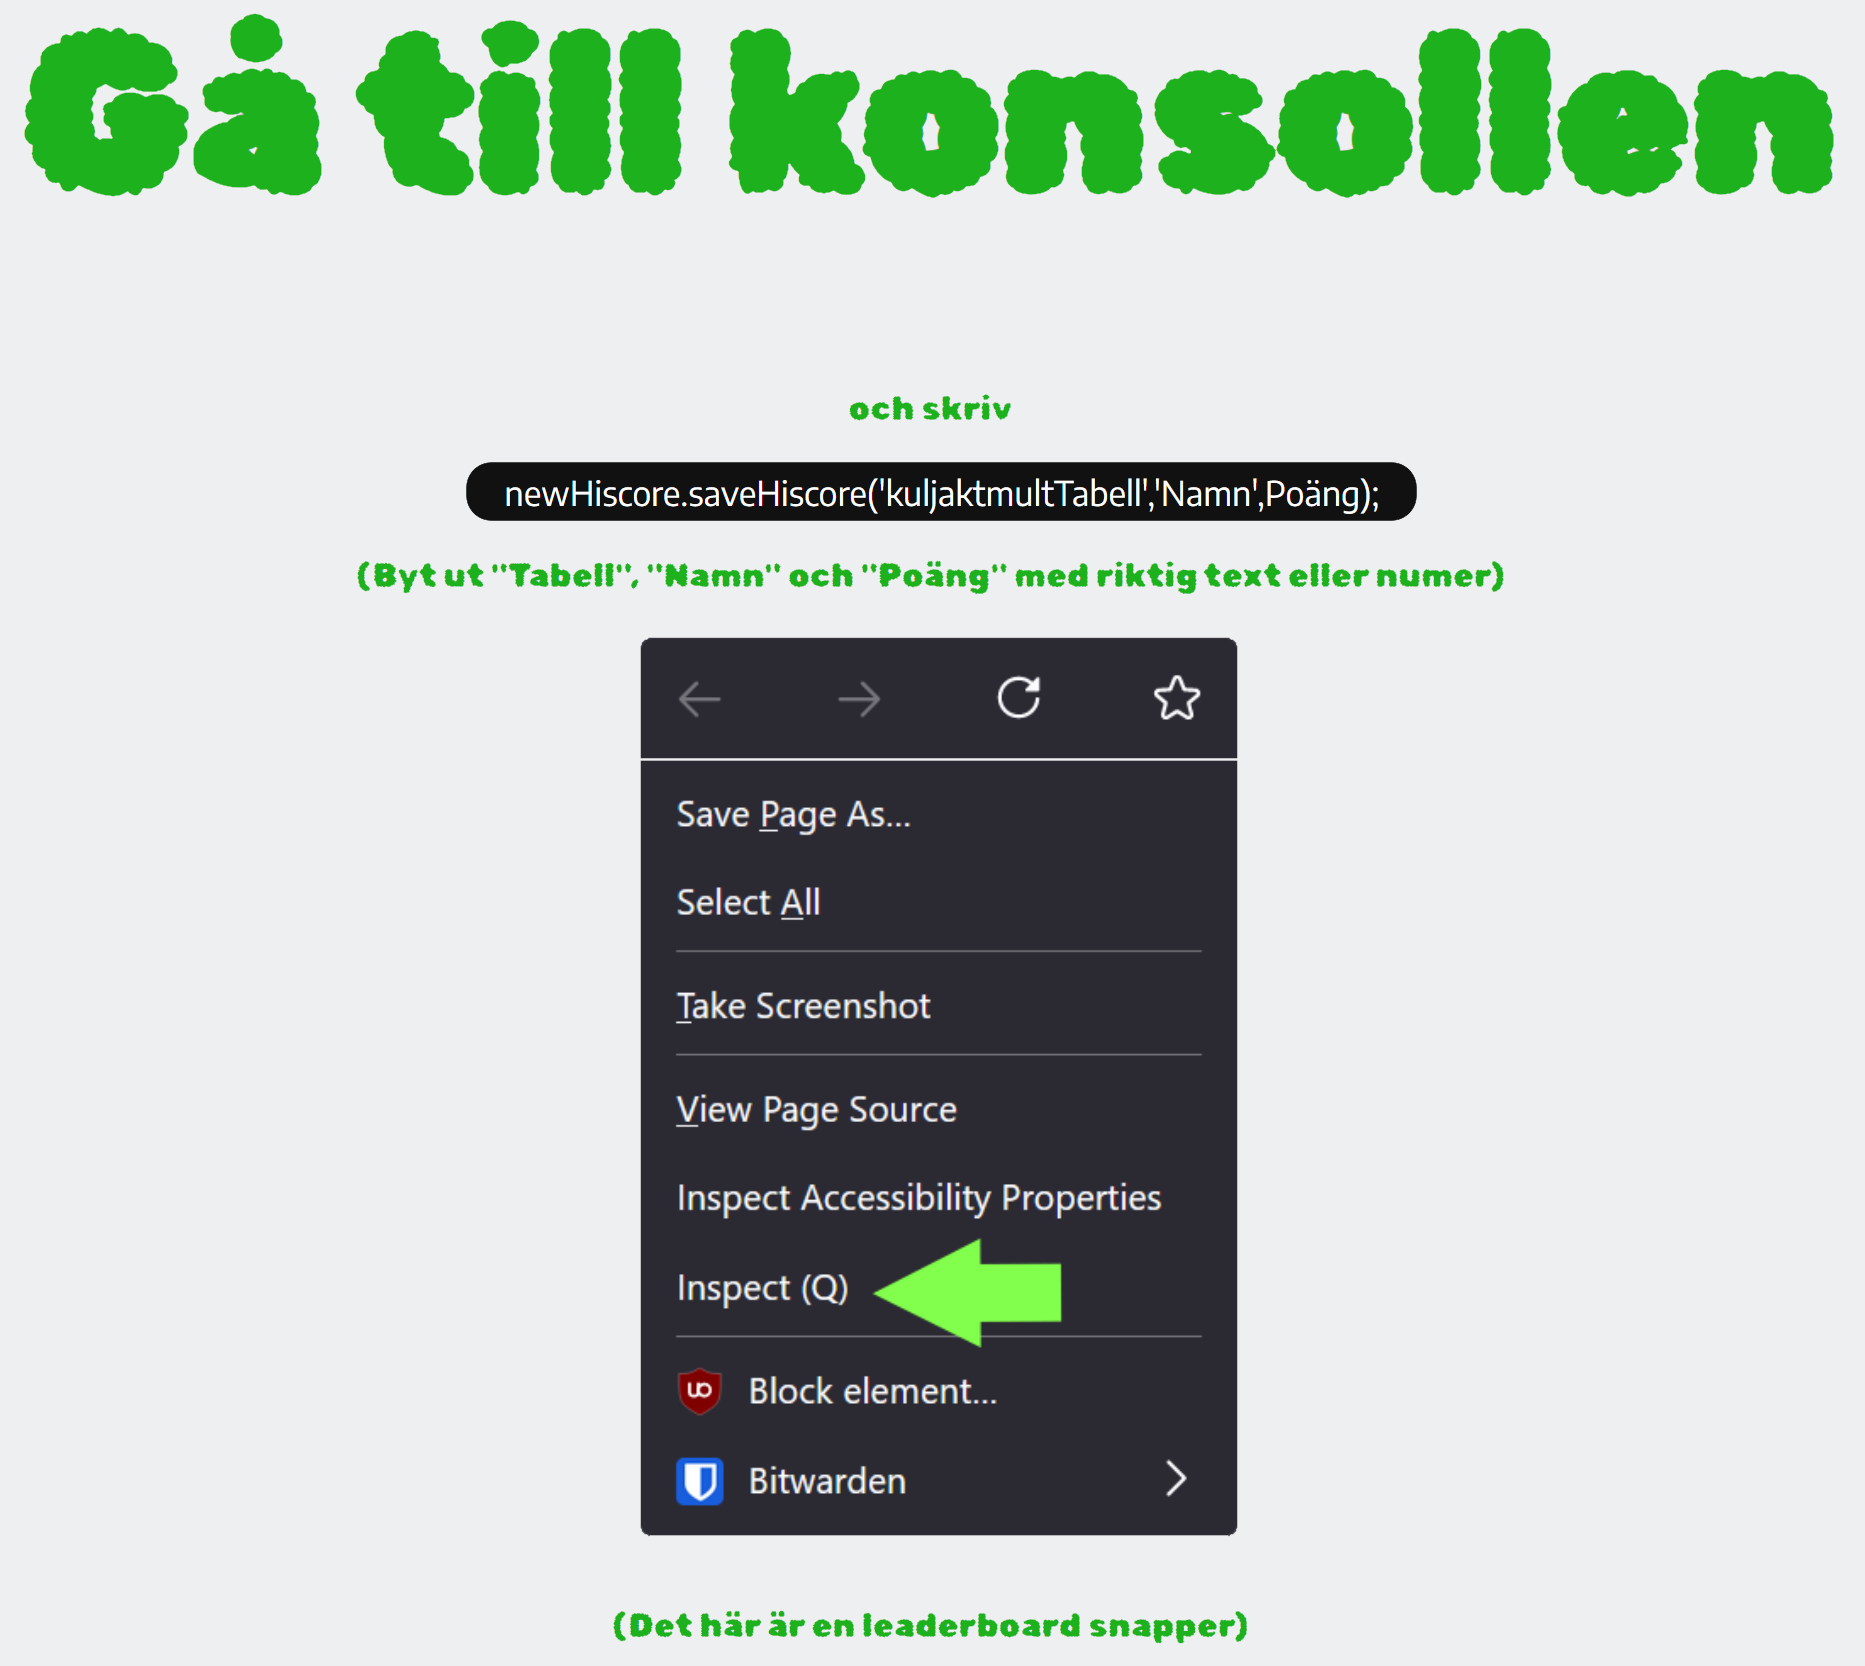 Gå till konsollen
och skriv
newHiscore.saveHiscore('kuljaktmultTabell','Namn',Poäng);
(Byt ut "Tabell", "Namn" och "Poäng" med riktig text eller numer)
Save Page As...
Select All
Take Screenshot
View Page Source
Inspect Accessibility Properties
Inspect (Q)
Block element...
Bitwarden
(Det här är en leaderboard snapper)